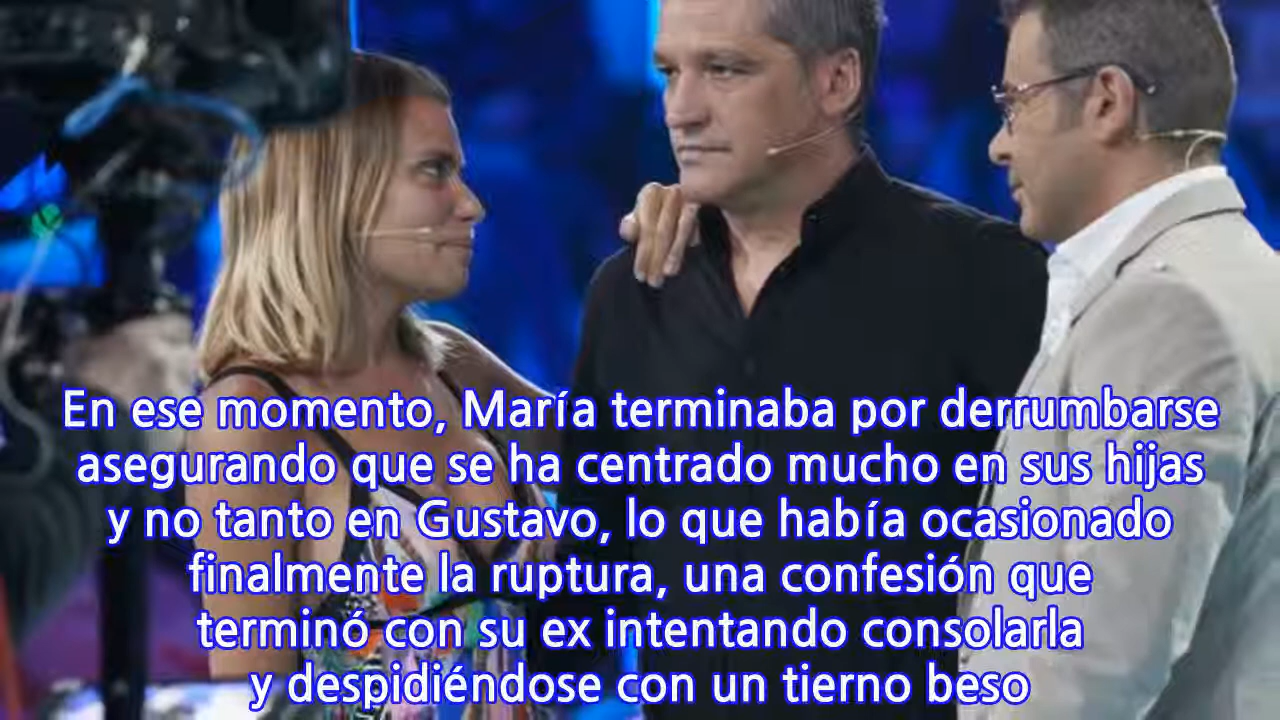 En ese momento, María terminaba por derrumbarse
asegurando que se ha centrado mucho en sus hijas
y no tanto en Gustavo, lo que había ocasionado
finalmente la ruptura, una confesión que
terminó con su ex intentando consolarla
y despidiéndose con un tierno beso